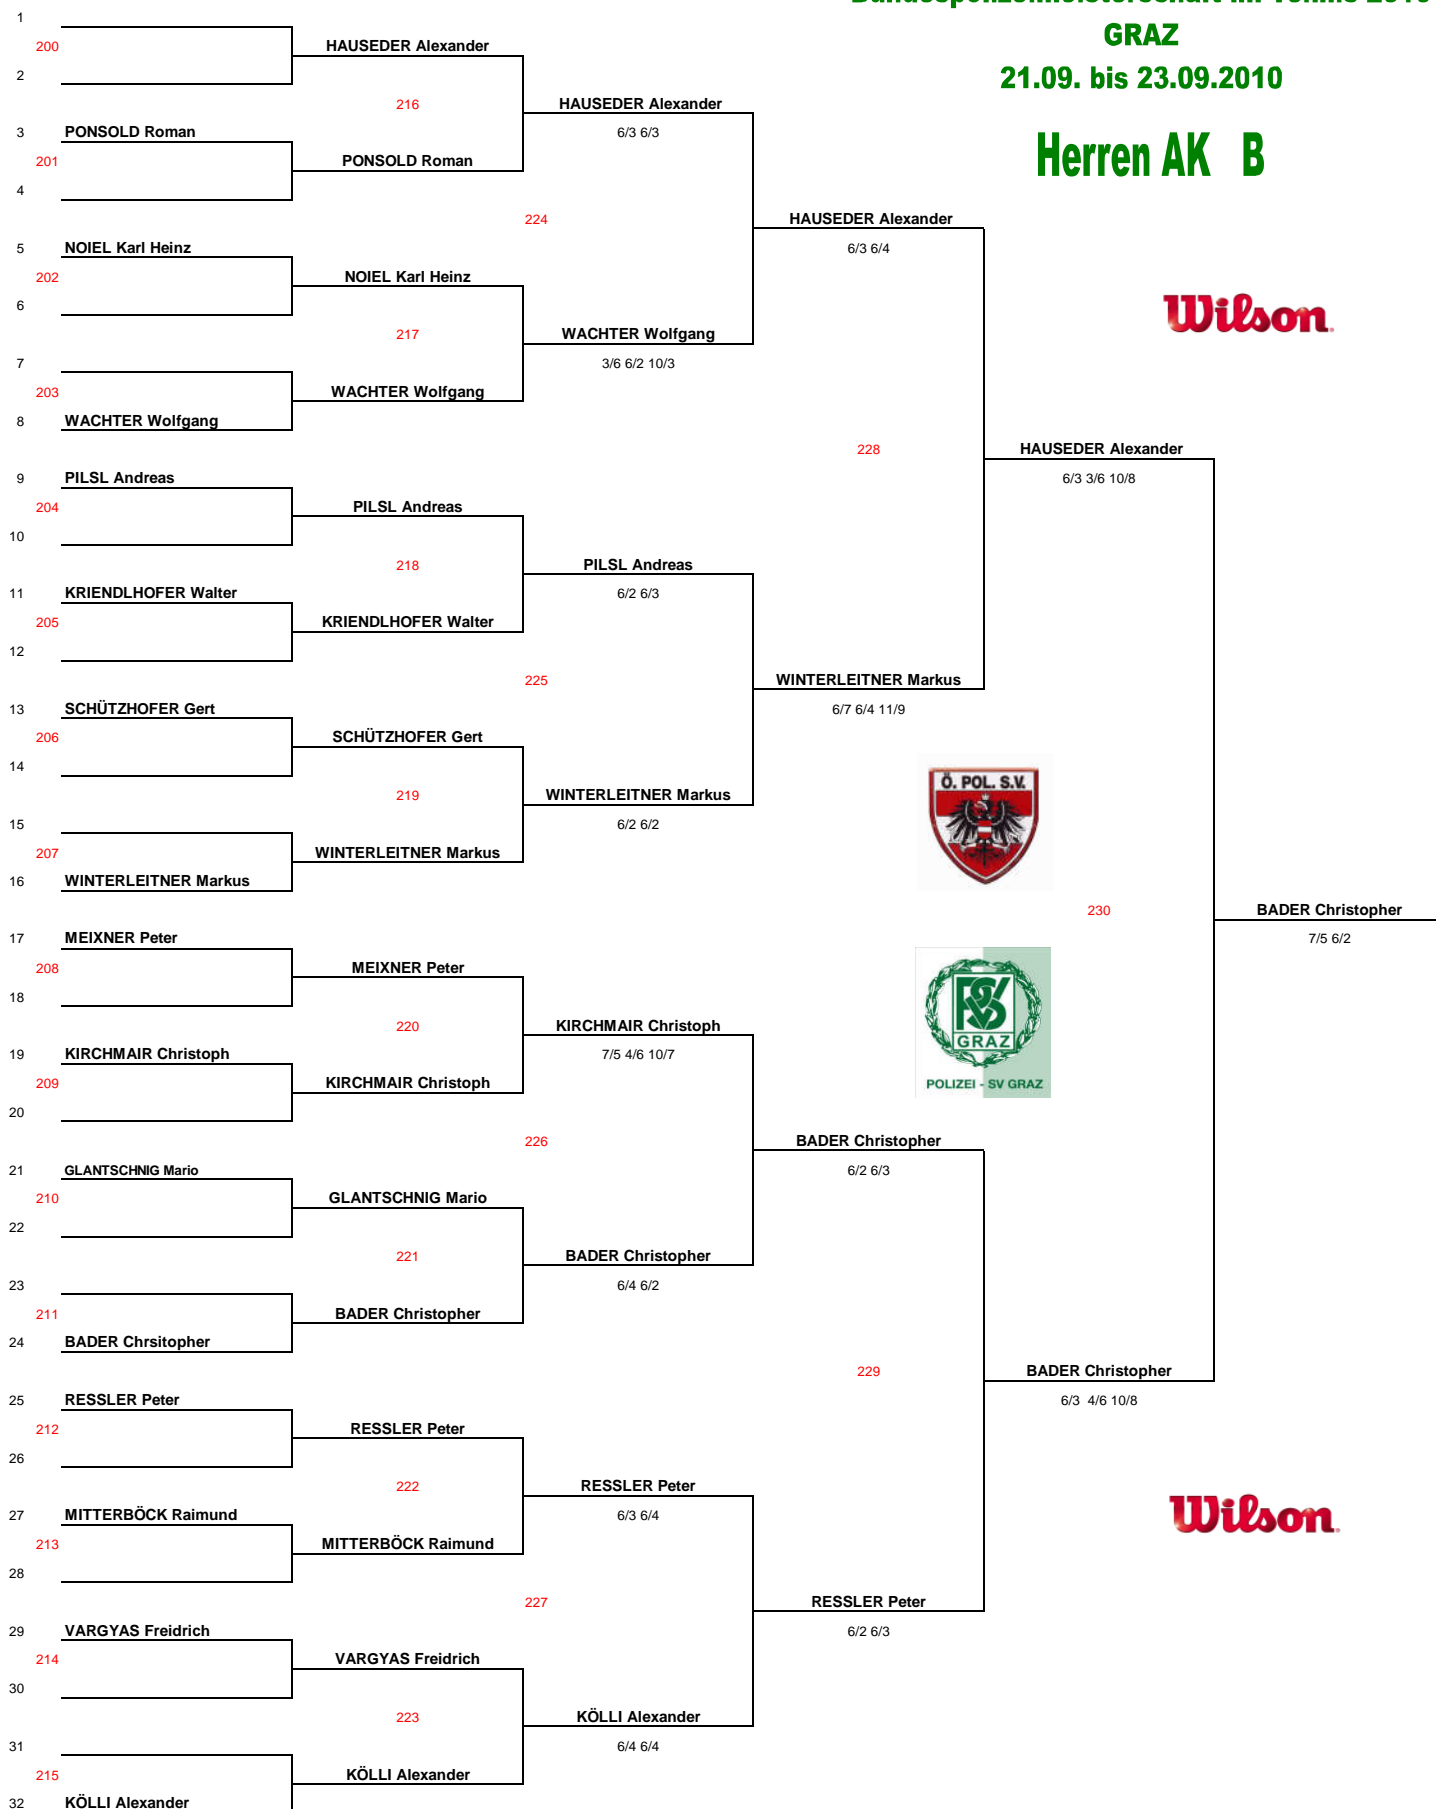 Bundespolizeimeisterschaft im Tennis 2010
GRAZ
21.09. bis 23.09.2010
Herren AK B
1
200
HAUSEDER Alexander
2
216
HAUSEDER Alexander
3 PONSOLD Roman
6/3 6/3
201
PONSOLD Roman
4
224
HAUSEDER Alexander
5 NOIEL Karl Heinz
6/3 6/4
202
NOIEL Karl Heinz
6
Wilson
217
WACHTER Wolfgang
7
3/6 6/2 10/3
203
WACHTER Wolfgang
8 WACHTER Wolfgang
228
HAUSEDER Alexander
9 PILSL Andreas
6/3 3/6 10/8
204
PILSL Andreas
10
218
PILSL Andreas
11 KRIENDLHOFER Walter
6/2 6/3
205
KRIENDLHOFER Walter
12
225
WINTERLEITNER Markus
13 SCHÜTZHOFER Gert
6/7 6/4 11/9
206
SCHÜTZHOFER Gert
14
Ö. POL. S.V.
219
WINTERLEITNER Markus
15
6/2 6/2
207
WINTERLEITNER Markus
16 WINTERLEITNER Markus
230
BADER Christopher
17 MEIXNER Peter
7/5 6/2
208
MEIXNER Peter
18
PSV
220
KIRCHMAIR Christoph
GRAZ
19 KIRCHMAIR Christoph
7/5 4/6 10/7
209
KIRCHMAIR Christoph
POLIZEI - SV GRAZ
20
226
BADER Christopher
21 GLANTSCHNIG Mario
6/2 6/3
210
GLANTSCHNIG Mario
22
221
BADER Christopher
23
6/4 6/2
211
BADER Christopher
24 BADER Chrsitopher
229
BADER Christopher
25 RESSLER Peter
6/3 4/6 10/8
212
RESSLER Peter
26
222
RESSLER Peter
27 MITTERBÖCK Raimund
6/3 6/4
Wilson
213
MITTERBÖCK Raimund
28
227
RESSLER Peter
29 VARGYAS Freidrich
6/2 6/3
214
VARGYAS Freidrich
30
223
KÖLLI Alexander
31
6/4 6/4
215
KÖLLI Alexander
32 KÖLLI Alexander